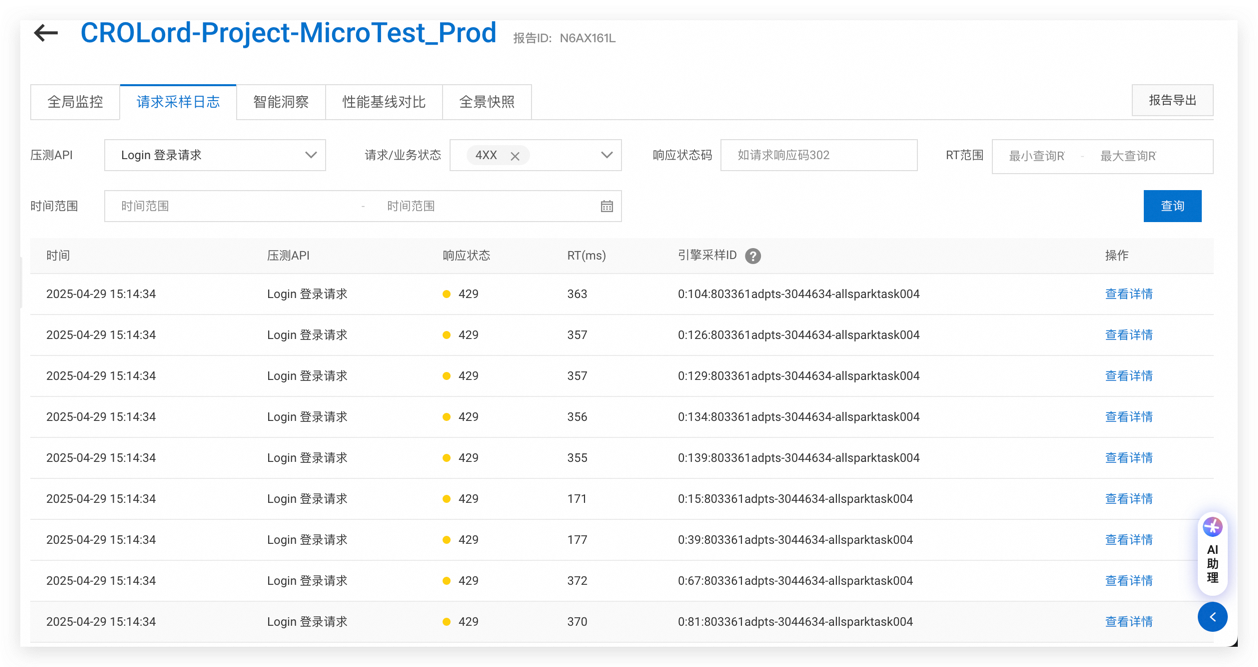 CROLord-Project-MicroTest_Prod 报告ID: N6AX161L
全局监控 请求采样日志 智能洞察 性能基线对比 全景快照 报告导出
压测API Login 登录请求 请求/业务状态 4XX 响应状态码 如请求响应码302 RT范围 最小查询R - 最大查询R
时间范围 时间范围 - 时间范围 查询
时间 压测API 响应状态 RT(ms) 引擎采样ID ? 操作
2025-04-29 15:14:34 Login 登录请求 429 363 0:104:803361adpts-3044634-allsparktask004 查看详情
2025-04-29 15:14:34 Login 登录请求 429 357 0:126:803361adpts-3044634-allsparktask004 查看详情
2025-04-29 15:14:34 Login 登录请求 429 357 0:129:803361adpts-3044634-allsparktask004 查看详情
2025-04-29 15:14:34 Login 登录请求 429 356 0:134:803361adpts-3044634-allsparktask004 查看详情
2025-04-29 15:14:34 Login 登录请求 429 355 0:139:803361adpts-3044634-allsparktask004 查看详情
2025-04-29 15:14:34 Login 登录请求 429 171 0:15:803361adpts-3044634-allsparktask004 查看详情
2025-04-29 15:14:34 Login 登录请求 429 177 0:39:803361adpts-3044634-allsparktask004 查看详情
2025-04-29 15:14:34 Login 登录请求 429 372 0:67:803361adpts-3044634-allsparktask004 查看详情
2025-04-29 15:14:34 Login 登录请求 429 370 0:81:803361adpts-3044634-allsparktask004 查看详情
AI
助
理